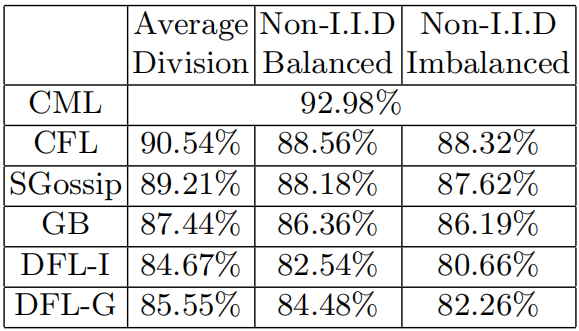 Average Non-I.I.D Non-I.I.D
Division Balanced Imbalanced
CML 92.98%
CFL 90.54% 88.56% 88.32%
SGossip 89.21% 88.18% 87.62%
GB 87.44% 86.36% 86.19%
DFL-I 84.67% 82.54% 80.66%
DFL-G 85.55% 84.48% 82.26%